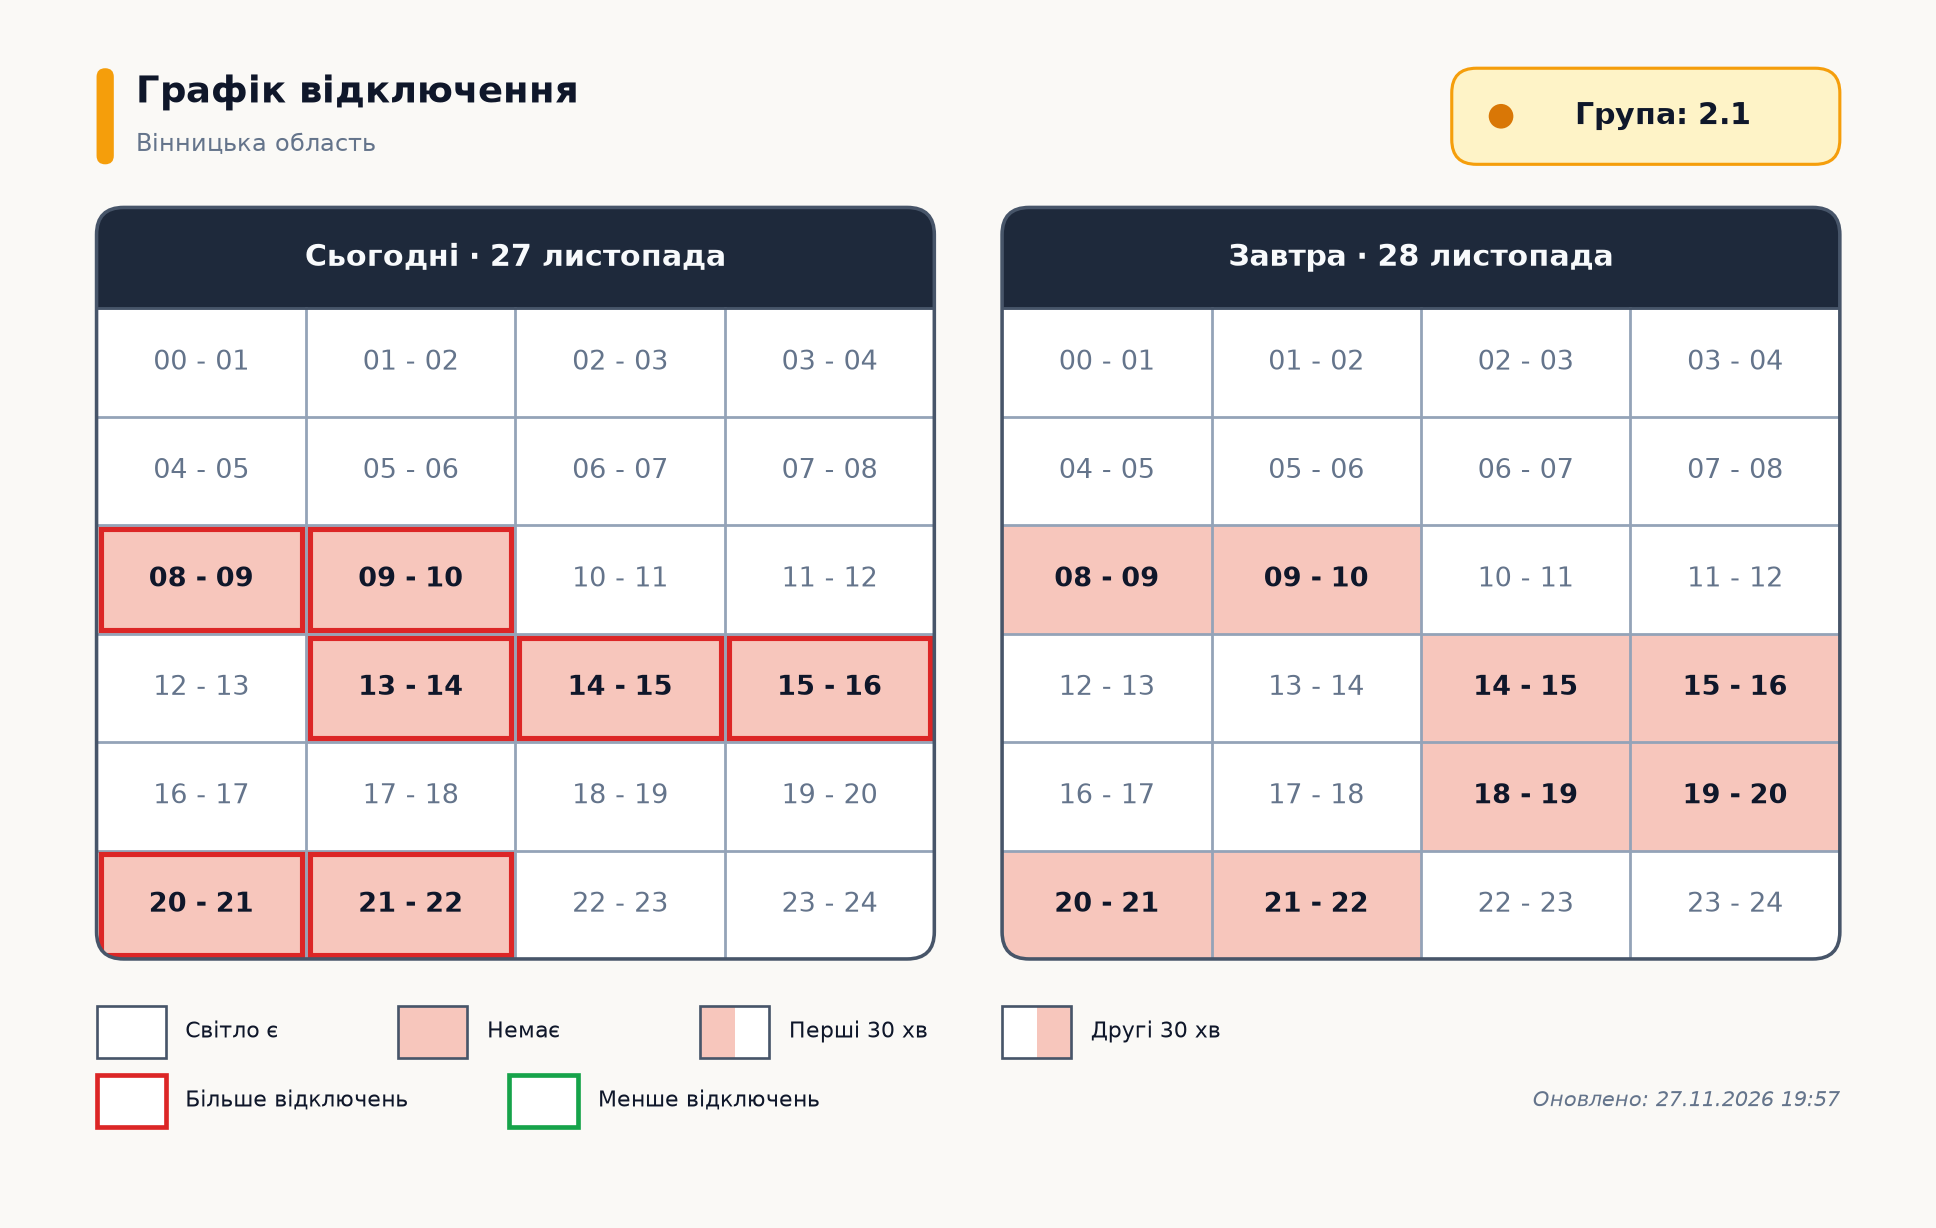 Графік відключення
Вінницька область
Група: 2.1
Сьогодні · 27 листопада
00 - 01 01 - 02 02 - 03 03 - 04
04 - 05 05 - 06 06 - 07 07 - 08
08 - 09 09 - 10 10 - 11 11 - 12
12 - 13 13 - 14 14 - 15 15 - 16
16 - 17 17 - 18 18 - 19 19 - 20
20 - 21 21 - 22 22 - 23 23 - 24
Завтра · 28 листопада
00 - 01 01 - 02 02 - 03 03 - 04
04 - 05 05 - 06 06 - 07 07 - 08
08 - 09 09 - 10 10 - 11 11 - 12
12 - 13 13 - 14 14 - 15 15 - 16
16 - 17 17 - 18 18 - 19 19 - 20
20 - 21 21 - 22 22 - 23 23 - 24
Світло є Немає Перші 30 хв Другі 30 хв
Більше відключень Менше відключень
Оновлено: 27.11.2026 19:57